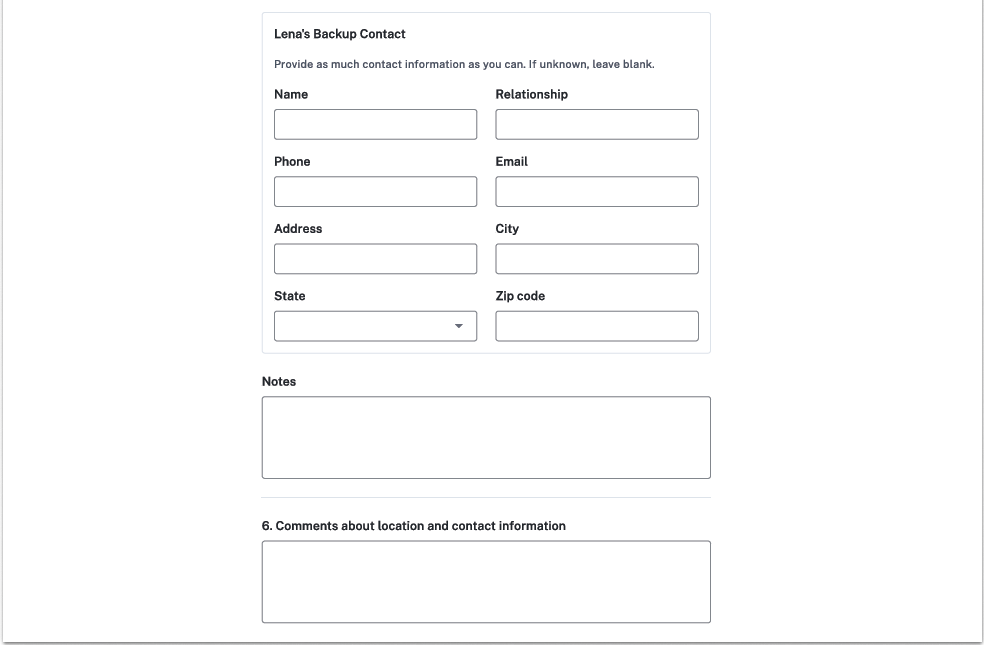 Lena's Backup Contact
Provide as much contact information as you can. If unknown, leave blank.
Name
Relationship
Phone
Email
Address
City
State
Zip code
Notes
6. Comments about location and contact information